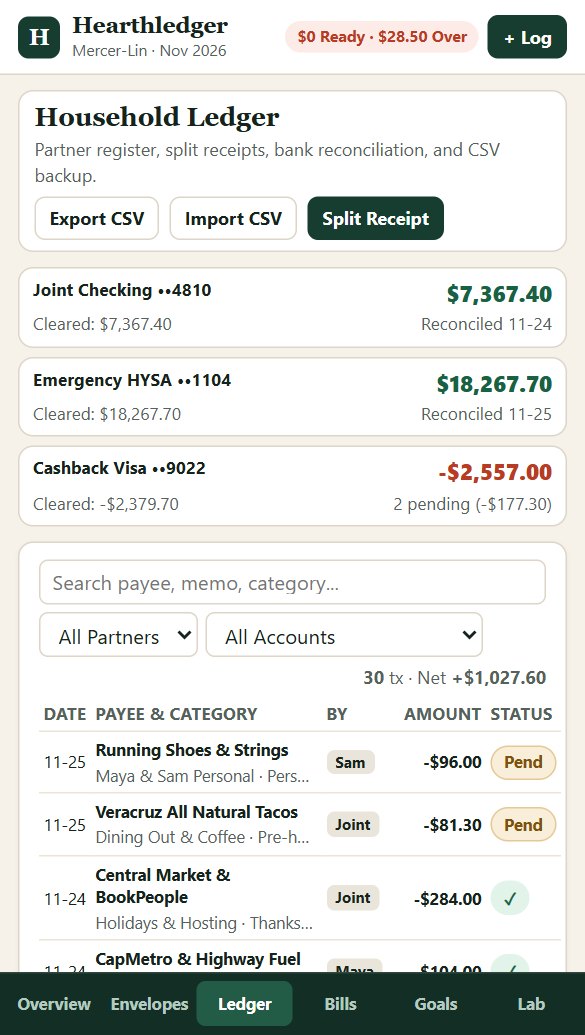 H
Hearthledger
Mercer-Lin · Nov 2026
$0 Ready · $28.50 Over
+ Log
Household Ledger
Partner register, split receipts, bank reconciliation, and CSV
backup.
Export CSV
Import CSV
Split Receipt
Joint Checking ••4810
$7,367.40
Cleared: $7,367.40
Reconciled 11-24
Emergency HYSA ••1104
$18,267.70
Cleared: $18,267.70
Reconciled 11-25
Cashback Visa ••9022
-$2,557.00
Cleared: -$2,379.70
2 pending (-$177.30)
Search payee, memo, category...
All Partners
All Accounts
30 tx · Net +$1,027.60
DATE PAYEE & CATEGORY BY AMOUNT STATUS
11-25
Running Shoes & Strings
Maya & Sam Personal · Pers...
Sam
-$96.00
Pend
11-25
Veracruz All Natural Tacos
Dining Out & Coffee · Pre-h...
Joint
-$81.30
Pend
11-24
Central Market &
BookPeople
Holidays & Hosting · Thanks...
Joint
-$284.00
✓
11-24
CapMetro & Highway Fuel
Maya
-$104.00
✓
Overview
Envelopes
Ledger
Bills
Goals
Lab